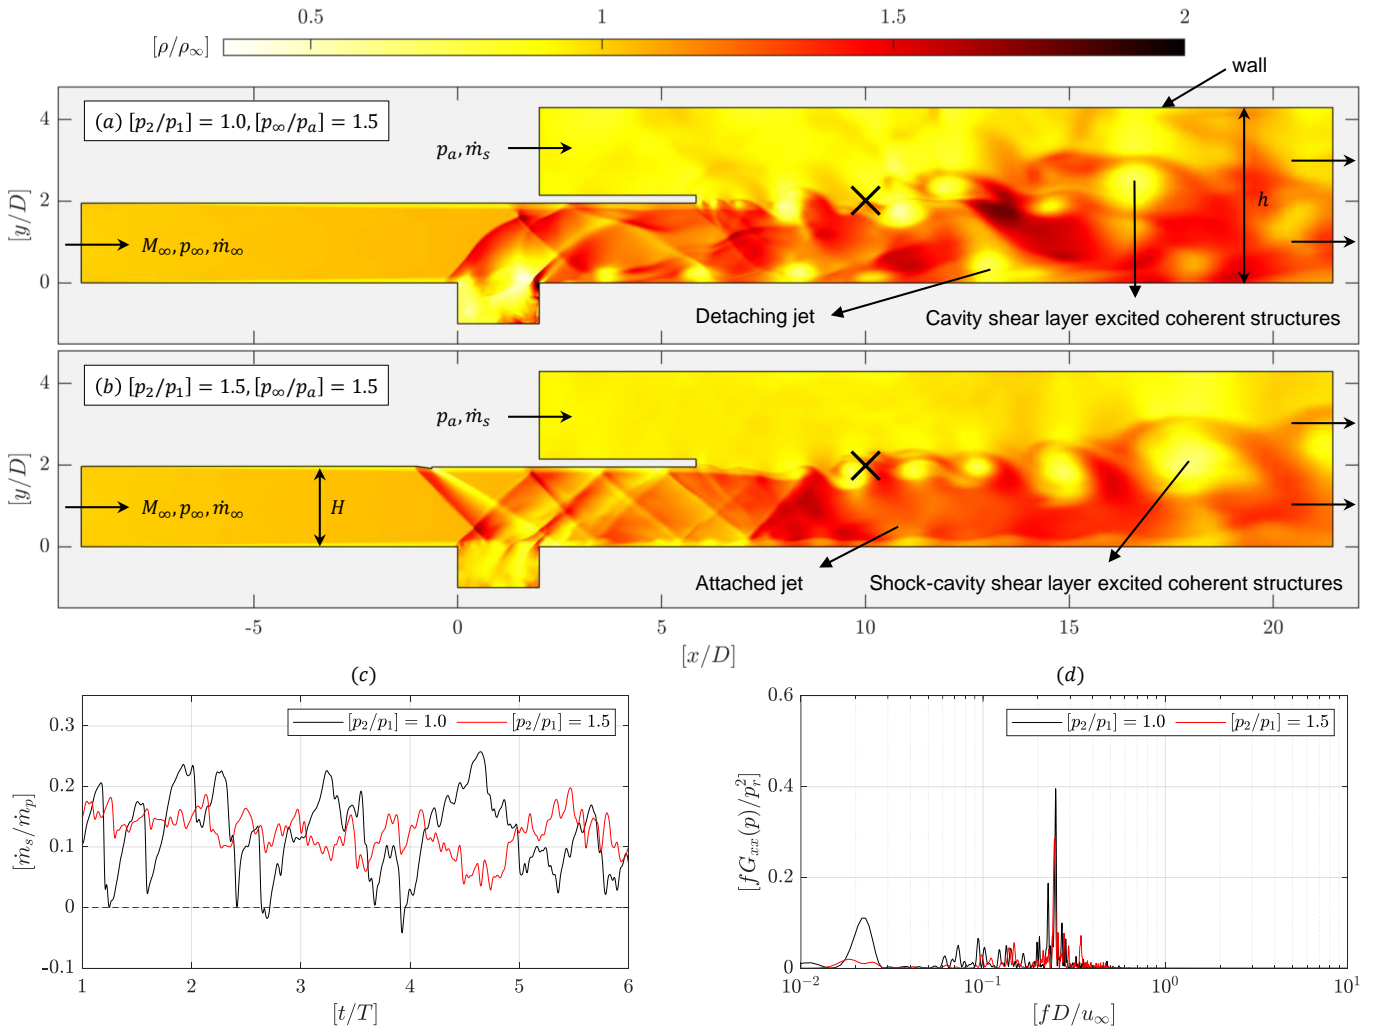 0.5 1 1.5 2
[ρ/ρ∞]
wall
(a) [p₂/p₁] = 1.0, [p∞/pₐ] = 1.5
pₐ, ṁₛ
M∞, p∞, ṁ∞
h
Detaching jet
Cavity shear layer excited coherent structures
[y/D]
4
2
0
(b) [p₂/p₁] = 1.5, [p∞/pₐ] = 1.5
pₐ, ṁₛ
M∞, p∞, ṁ∞
H
Attached jet
Shock-cavity shear layer excited coherent structures
[y/D]
4
2
0
-5 0 5 10 15 20
[x/D]
(c)
[p₂/p₁] = 1.0 [p₂/p₁] = 1.5
[ṁₛ/ṁₚ]
0.3
0.2
0.1
0
-0.1
1 2 3 4 5 6
[t/T]
(d)
[p₂/p₁] = 1.0 [p₂/p₁] = 1.5
[fGₓₓ(p)/pᵣ²]
0.6
0.4
0.2
0
10⁻² 10⁻¹ 10⁰ 10¹
[fD/u∞]